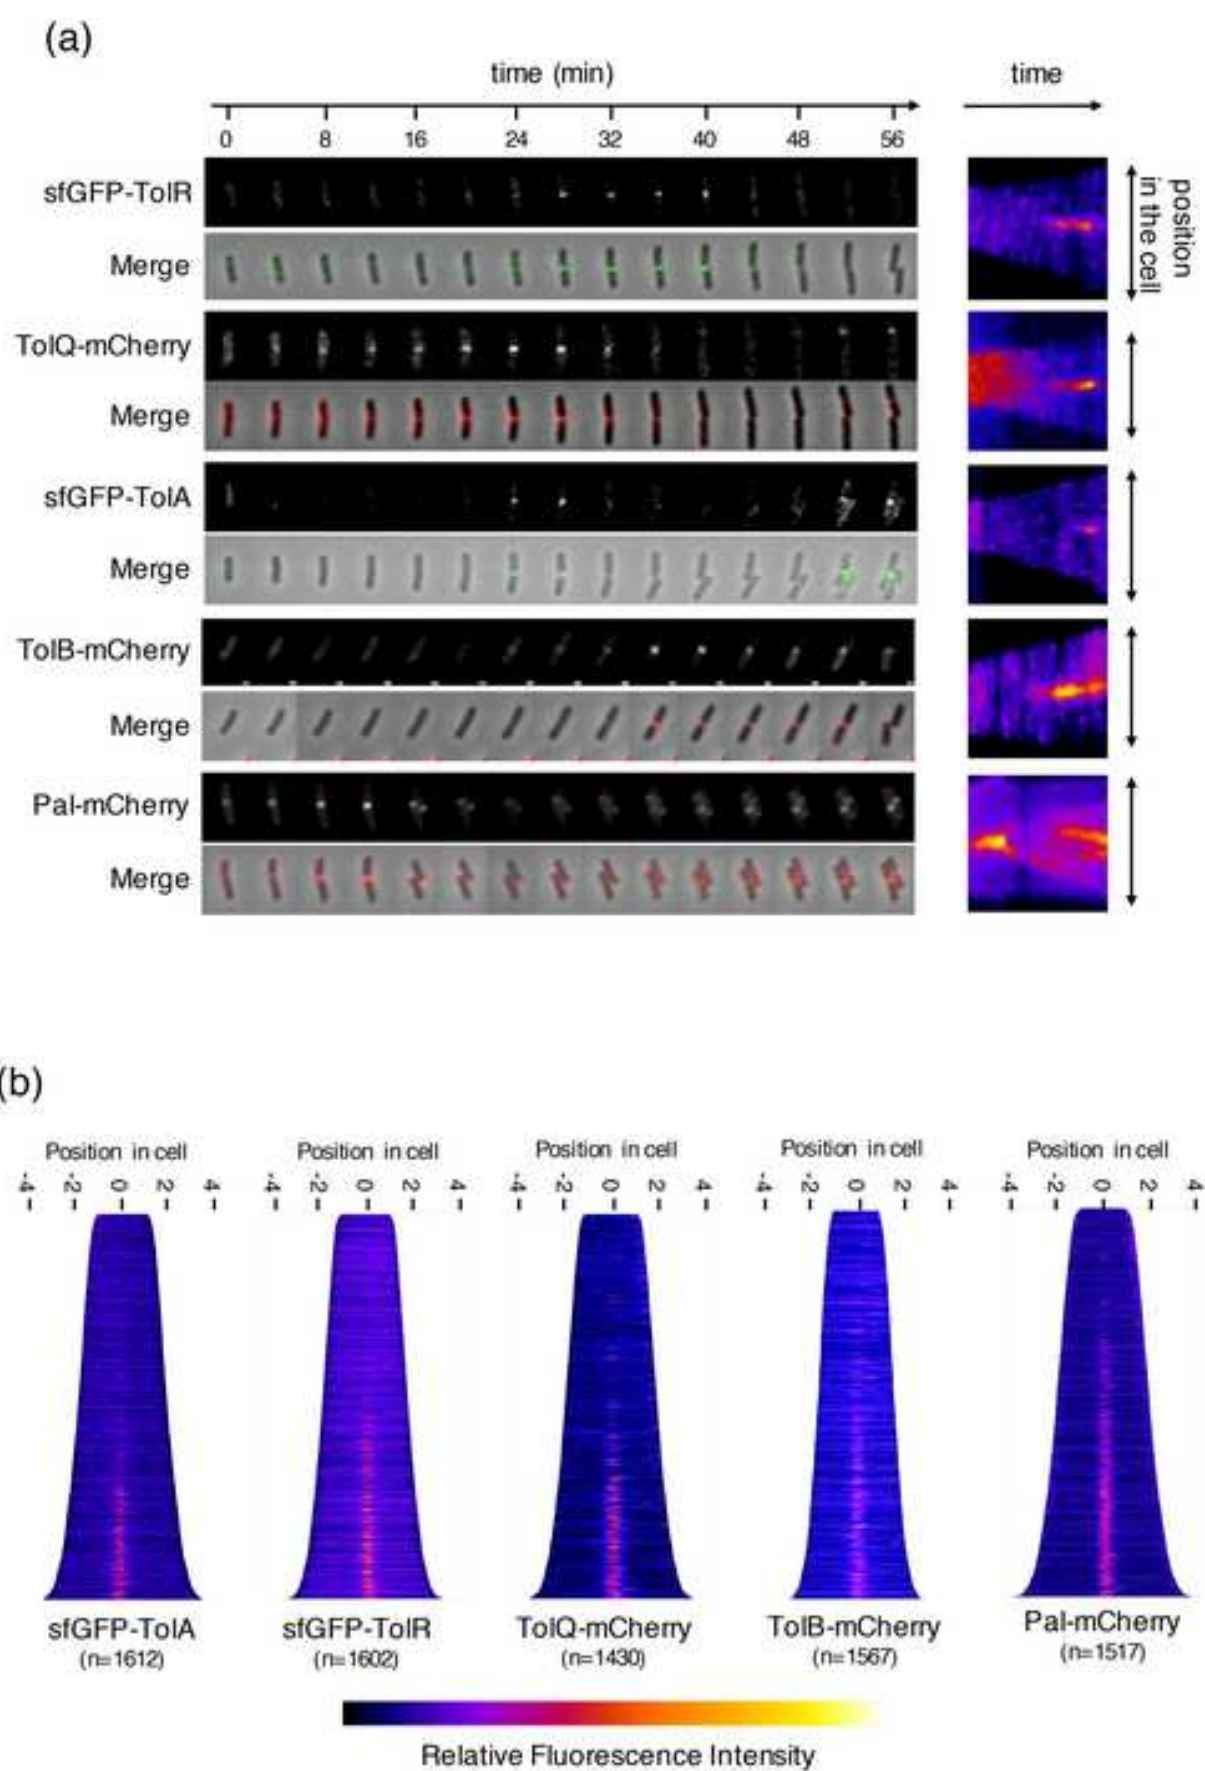 (a)
time (min)
time
0 8 16 24 32 40 48 56
sfGFP-TolR
Merge
position
in the cell
TolQ-mCherry
Merge
sfGFP-TolA
Merge
TolB-mCherry
Merge
Pal-mCherry
Merge
(b)
Position in cell Position in cell Position in cell Position in cell Position in cell
-4 -2 0 2 4 -4 -2 0 2 4 -4 -2 0 2 4 -4 -2 0 2 4 -4 -2 0 2 4
sfGFP-TolA sfGFP-TolR TolQ-mCherry TolB-mCherry Pal-mCherry
(n=1612) (n=1602) (n=1430) (n=1567) (n=1517)
Relative Fluorescence Intensity